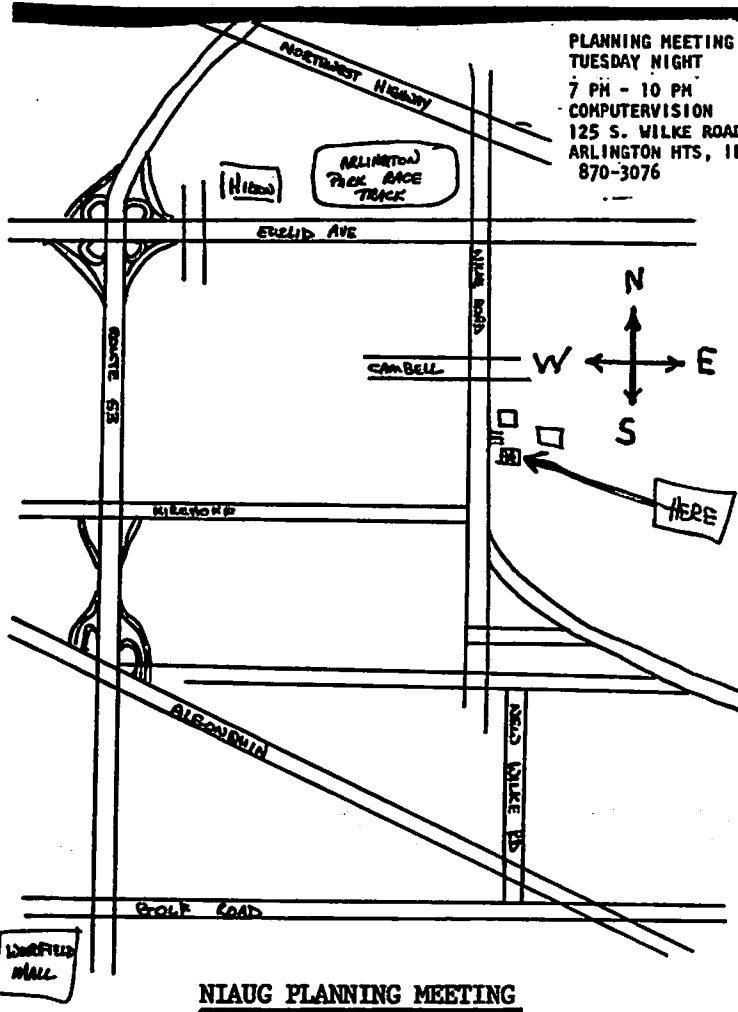 PLANNING MEETING
TUESDAY NIGHT
7 PM - 10 PM
COMPUTERVISION
125 S. WILKE ROAD
ARLINGTON HTS, IL
870-3076
NORTHWEST HIGHWAY
HILTON
ARLINGTON
PARK RACE
TRACK
EUCLID AVE
WILKE ROAD
ROUTE 53
CAMBELL
N
W
E
S
HERE
KIRCHOFF
ALGONQUIN
NEW WILKE RD
GOLF ROAD
WOODFIELD
MALL
NIAUG PLANNING MEETING